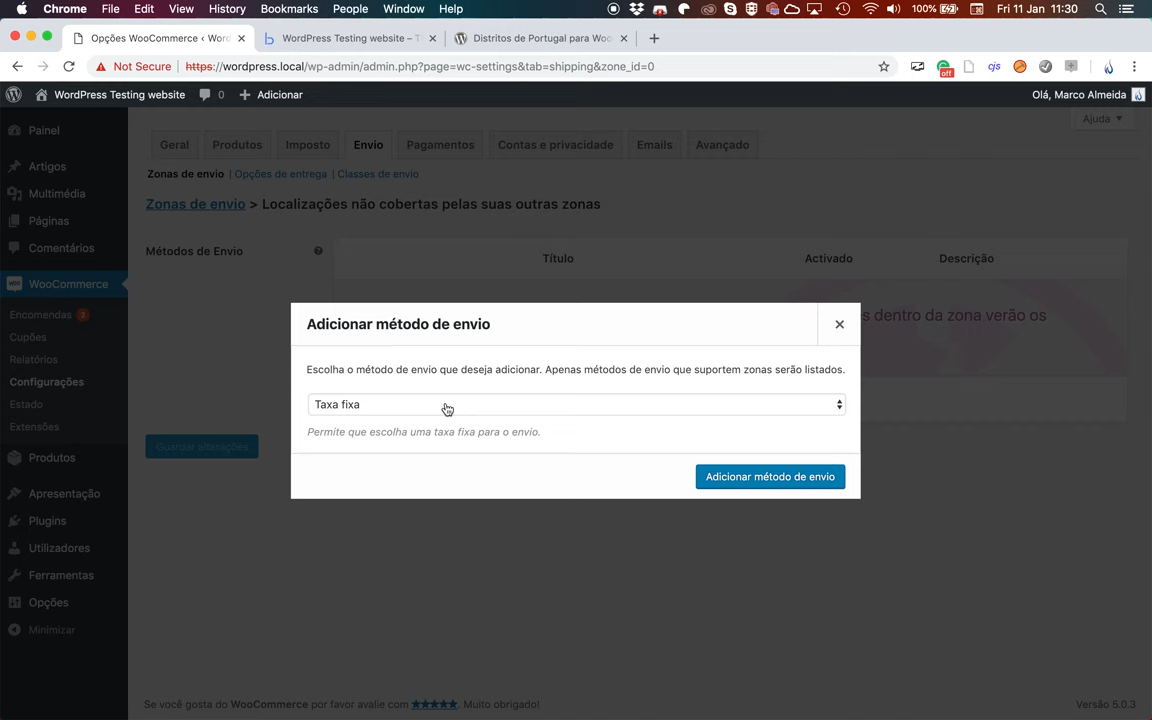 Chrome File Edit View History Bookmarks People Window Help 100% Fri 11 Jan 11:30
Opções WooCommerce ‹ Wor
WordPress Testing website – T
Distritos de Portugal para Woo
Not Secure https://wordpress.local/wp-admin/admin.php?page=wc-settings&tab=shipping&zone_id=0 off cjs
WordPress Testing website 0 + Adicionar Olá, Marco Almeida
Ajuda
Painel
Artigos
Multimédia
Páginas
Comentários
WooCommerce
Encomendas
Cupões
Relatórios
Configurações
Estado
Extensões
Produtos
Apresentação
Plugins
Utilizadores
Ferramentas
Opções
Minimizar
Geral Produtos Imposto Envio Pagamentos Contas e privacidade Emails Avançado
Zonas de envio | Opções de entrega | Classes de envio
Zonas de envio > Localizações não cobertas pelas suas outras zonas
Métodos de Envio
Título Activado Descrição
s dentro da zona verão os
Adicionar método de envio
Escolha o método de envio que deseja adicionar. Apenas métodos de envio que suportem zonas serão listados.
Taxa fixa
Permite que escolha uma taxa fixa para o envio.
Adicionar método de envio
Guardar alterações
Se você gosta do WooCommerce por favor avalie com ★★★★★. Muito obrigado!
Versão 5.0.3